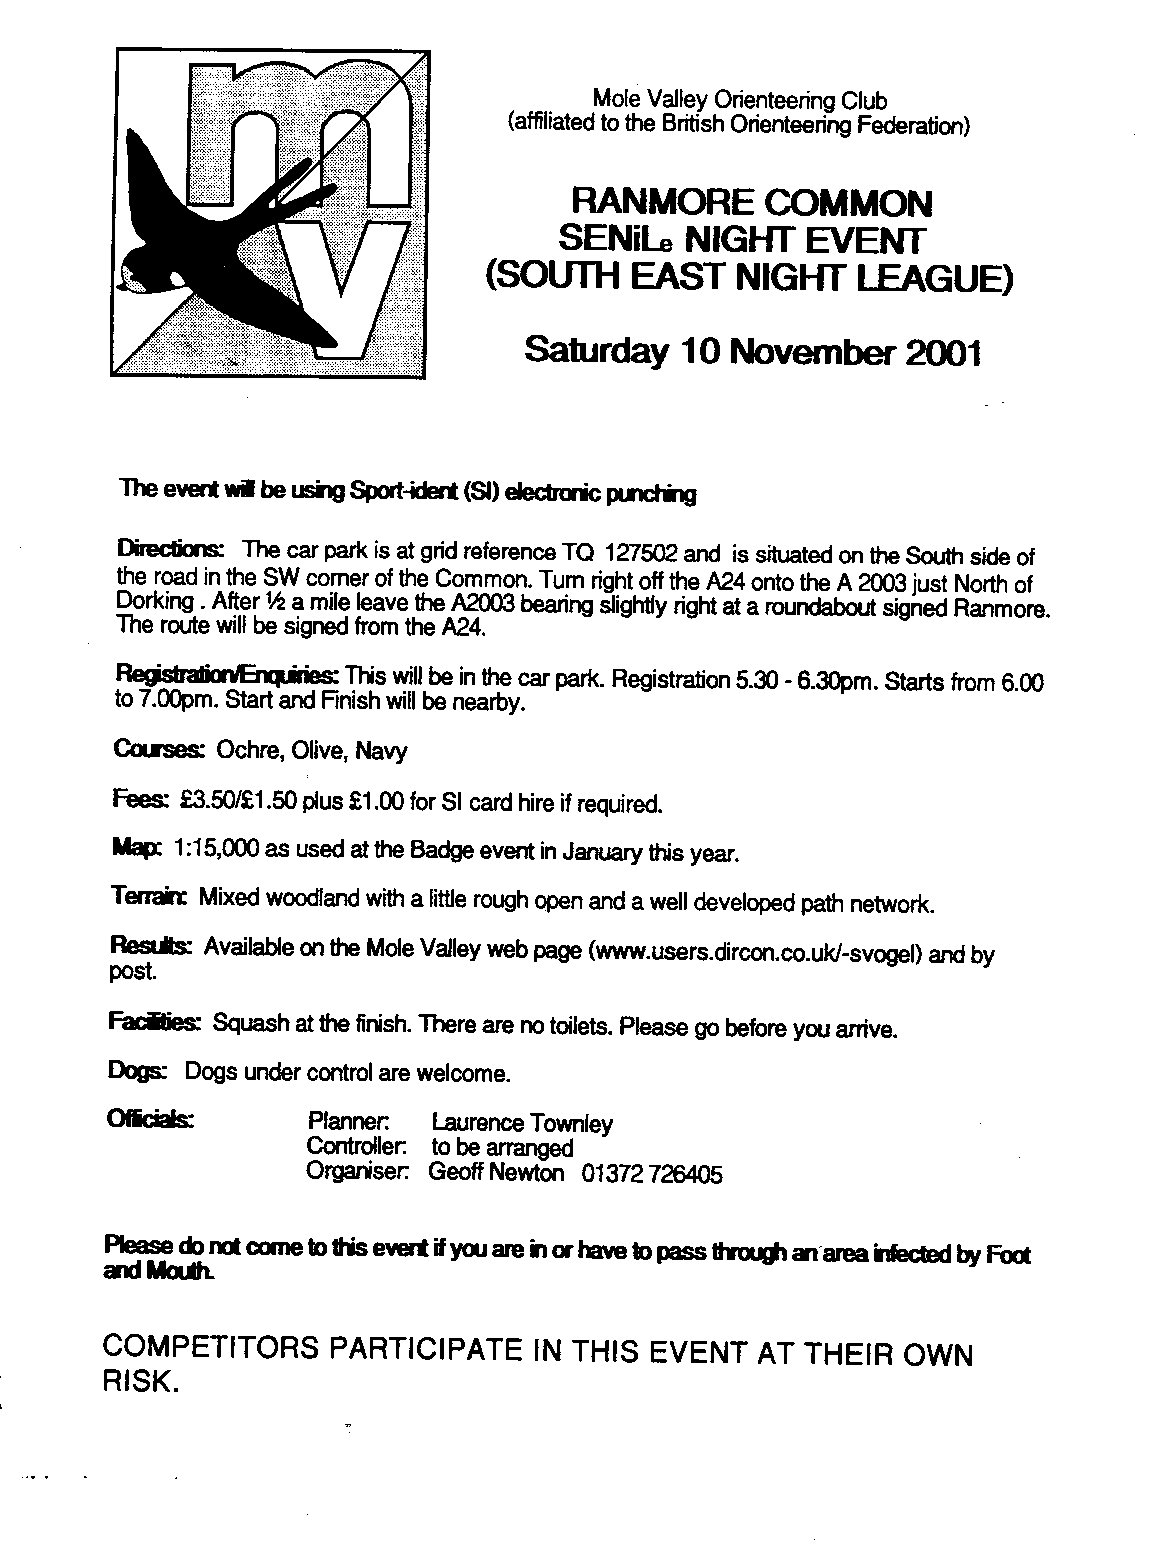 mv
Mole Valley Orienteering Club
(affiliated to the British Orienteering Federation)
RANMORE COMMON
SENiLe NIGHT EVENT
(SOUTH EAST NIGHT LEAGUE)
Saturday 10 November 2001
The event will be using Sport-ident (SI) electronic punching
Directions: The car park is at grid reference TQ 127502 and is situated on the South side of
the road in the SW corner of the Common. Turn right off the A24 onto the A 2003 just North of
Dorking . After ½ a mile leave the A2003 bearing slightly right at a roundabout signed Ranmore.
The route will be signed from the A24.
Registration/Enquiries: This will be in the car park. Registration 5.30 - 6.30pm. Starts from 6.00
to 7.00pm. Start and Finish will be nearby.
Courses: Ochre, Olive, Navy
Fees: £3.50/£1.50 plus £1.00 for SI card hire if required.
Map: 1:15,000 as used at the Badge event in January this year.
Terrain: Mixed woodland with a little rough open and a well developed path network.
Results: Available on the Mole Valley web page (www.users.dircon.co.uk/-svogel) and by
post.
Facilities: Squash at the finish. There are no toilets. Please go before you arrive.
Dogs: Dogs under control are welcome.
Officials: Planner: Laurence Townley
Controller: to be arranged
Organiser: Geoff Newton 01372 726405
Please do not come to this event if you are in or have to pass through an area infected by Foot
and Mouth.
COMPETITORS PARTICIPATE IN THIS EVENT AT THEIR OWN
RISK.